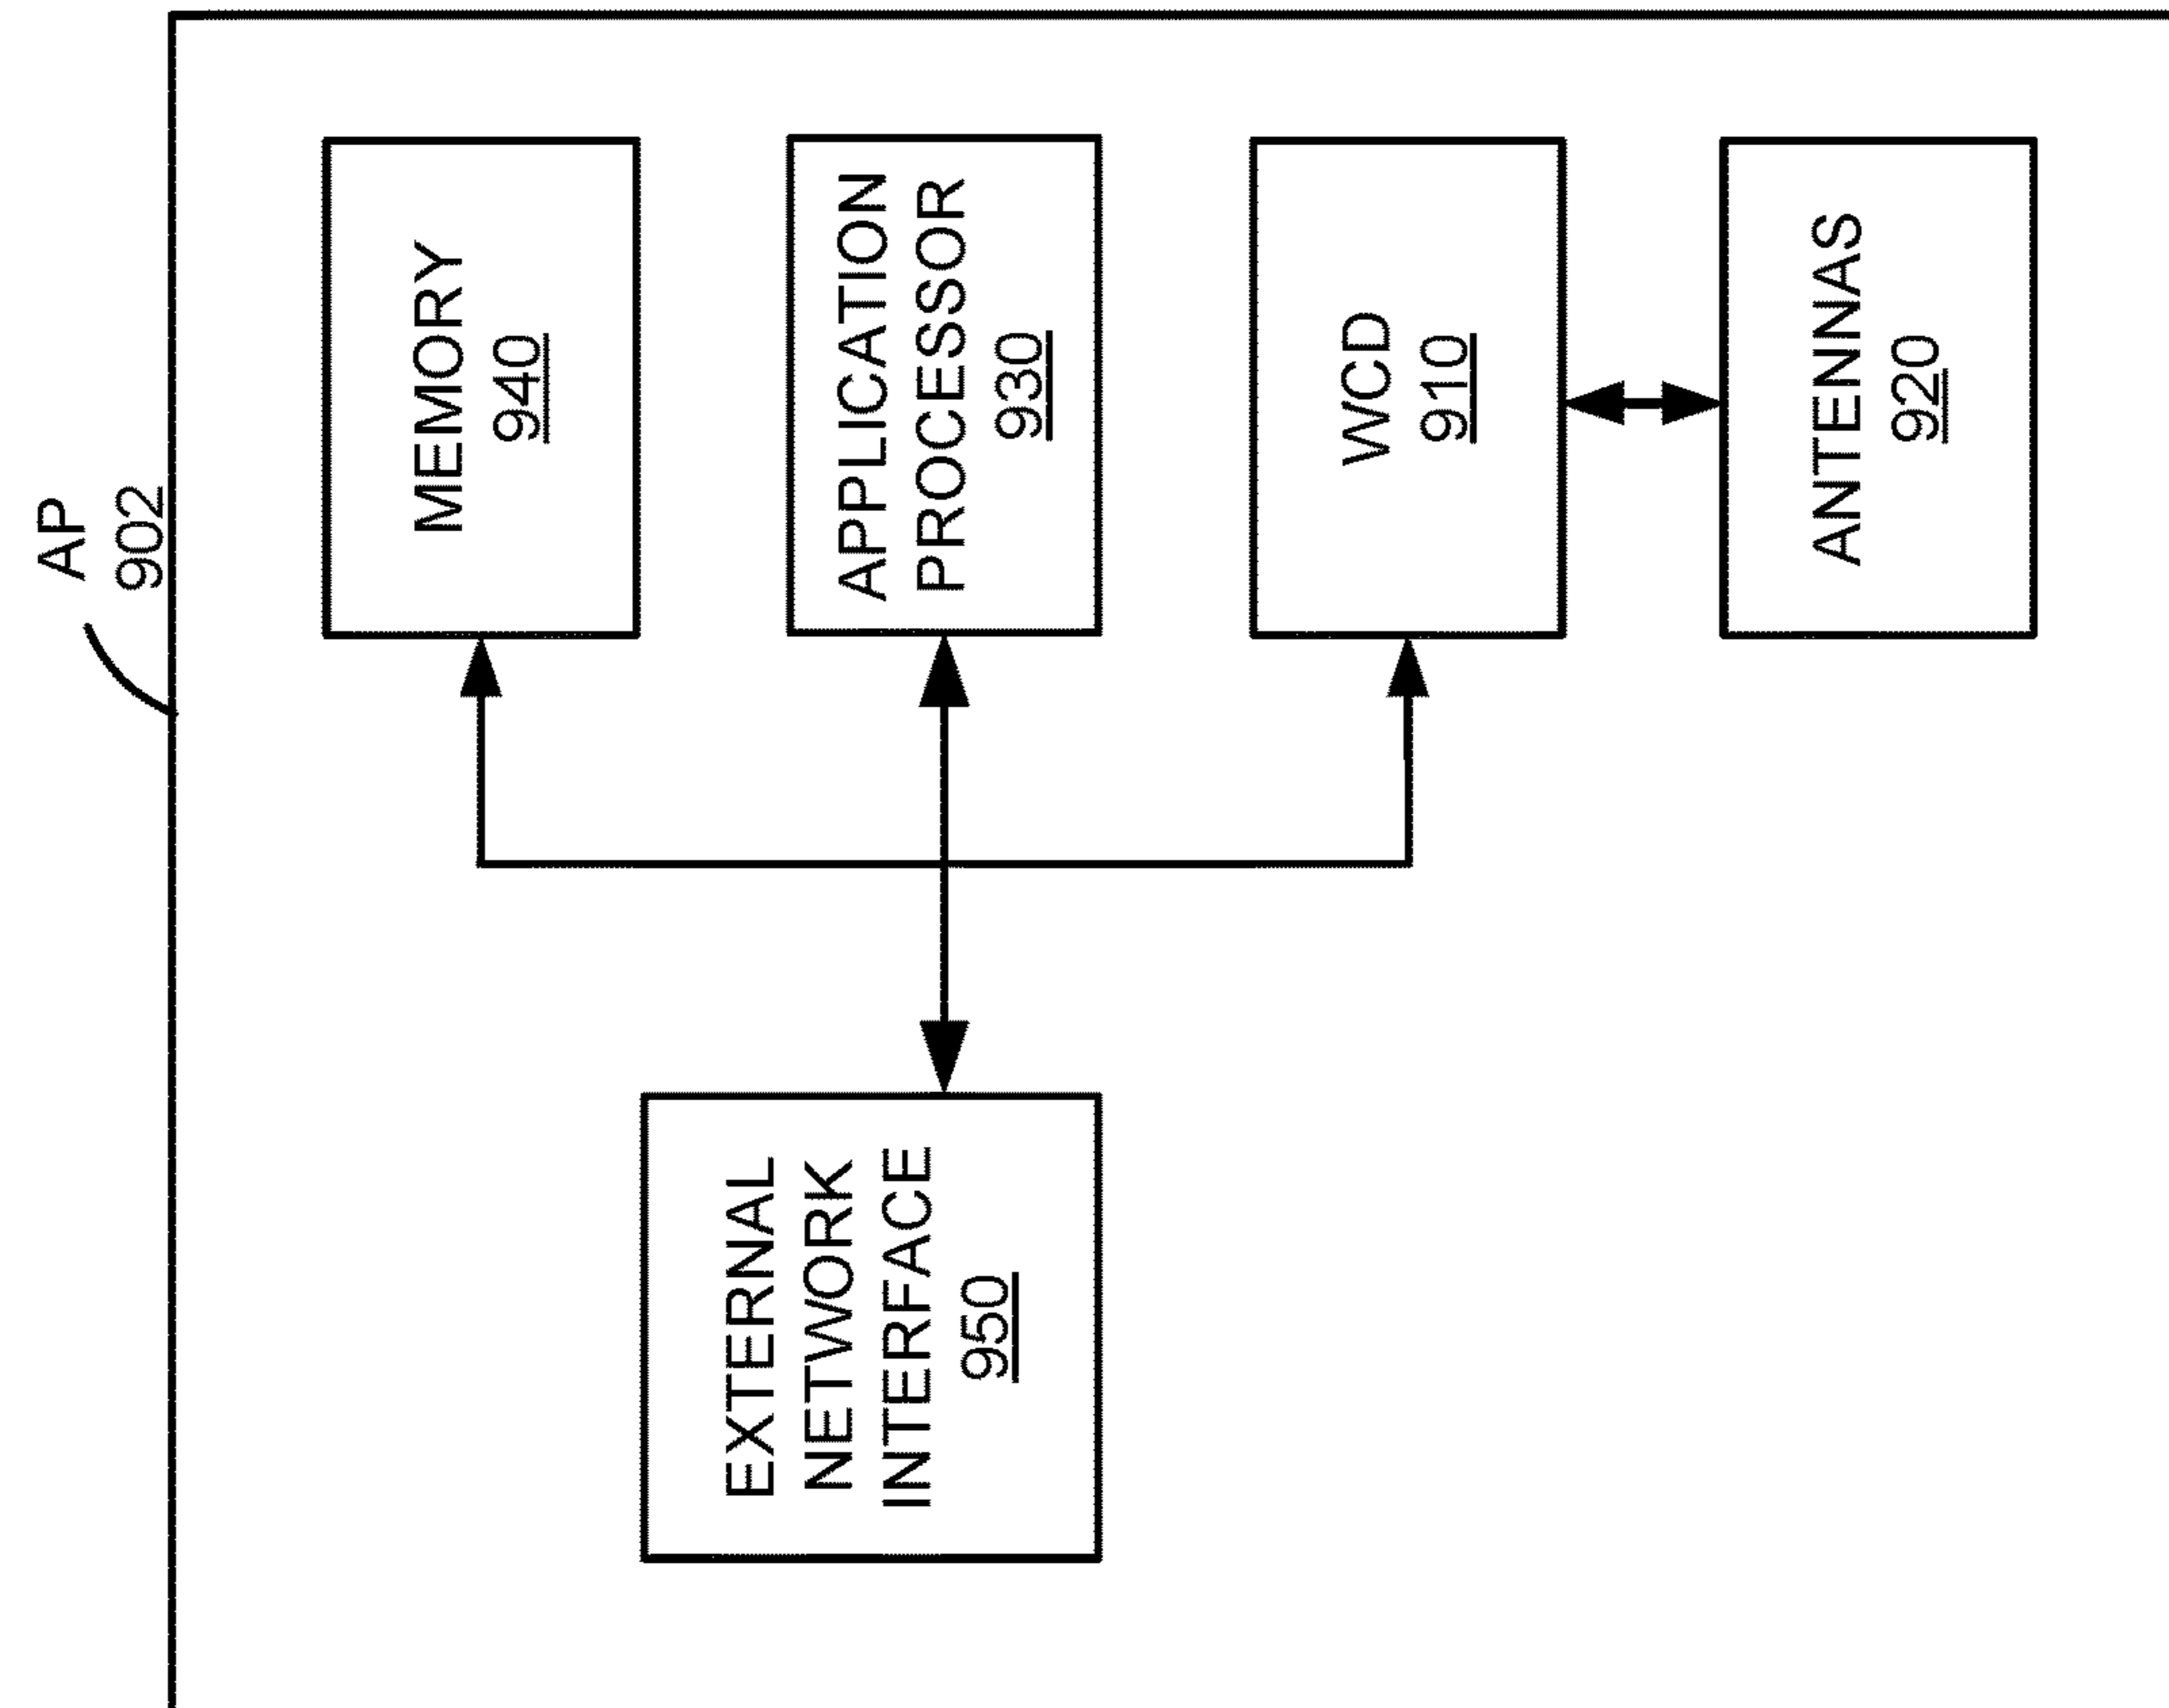 AP
902
MEMORY
940
APPLICATION
PROCESSOR
930
WCD
910
ANTENNAS
920
EXTERNAL
NETWORK
INTERFACE
950